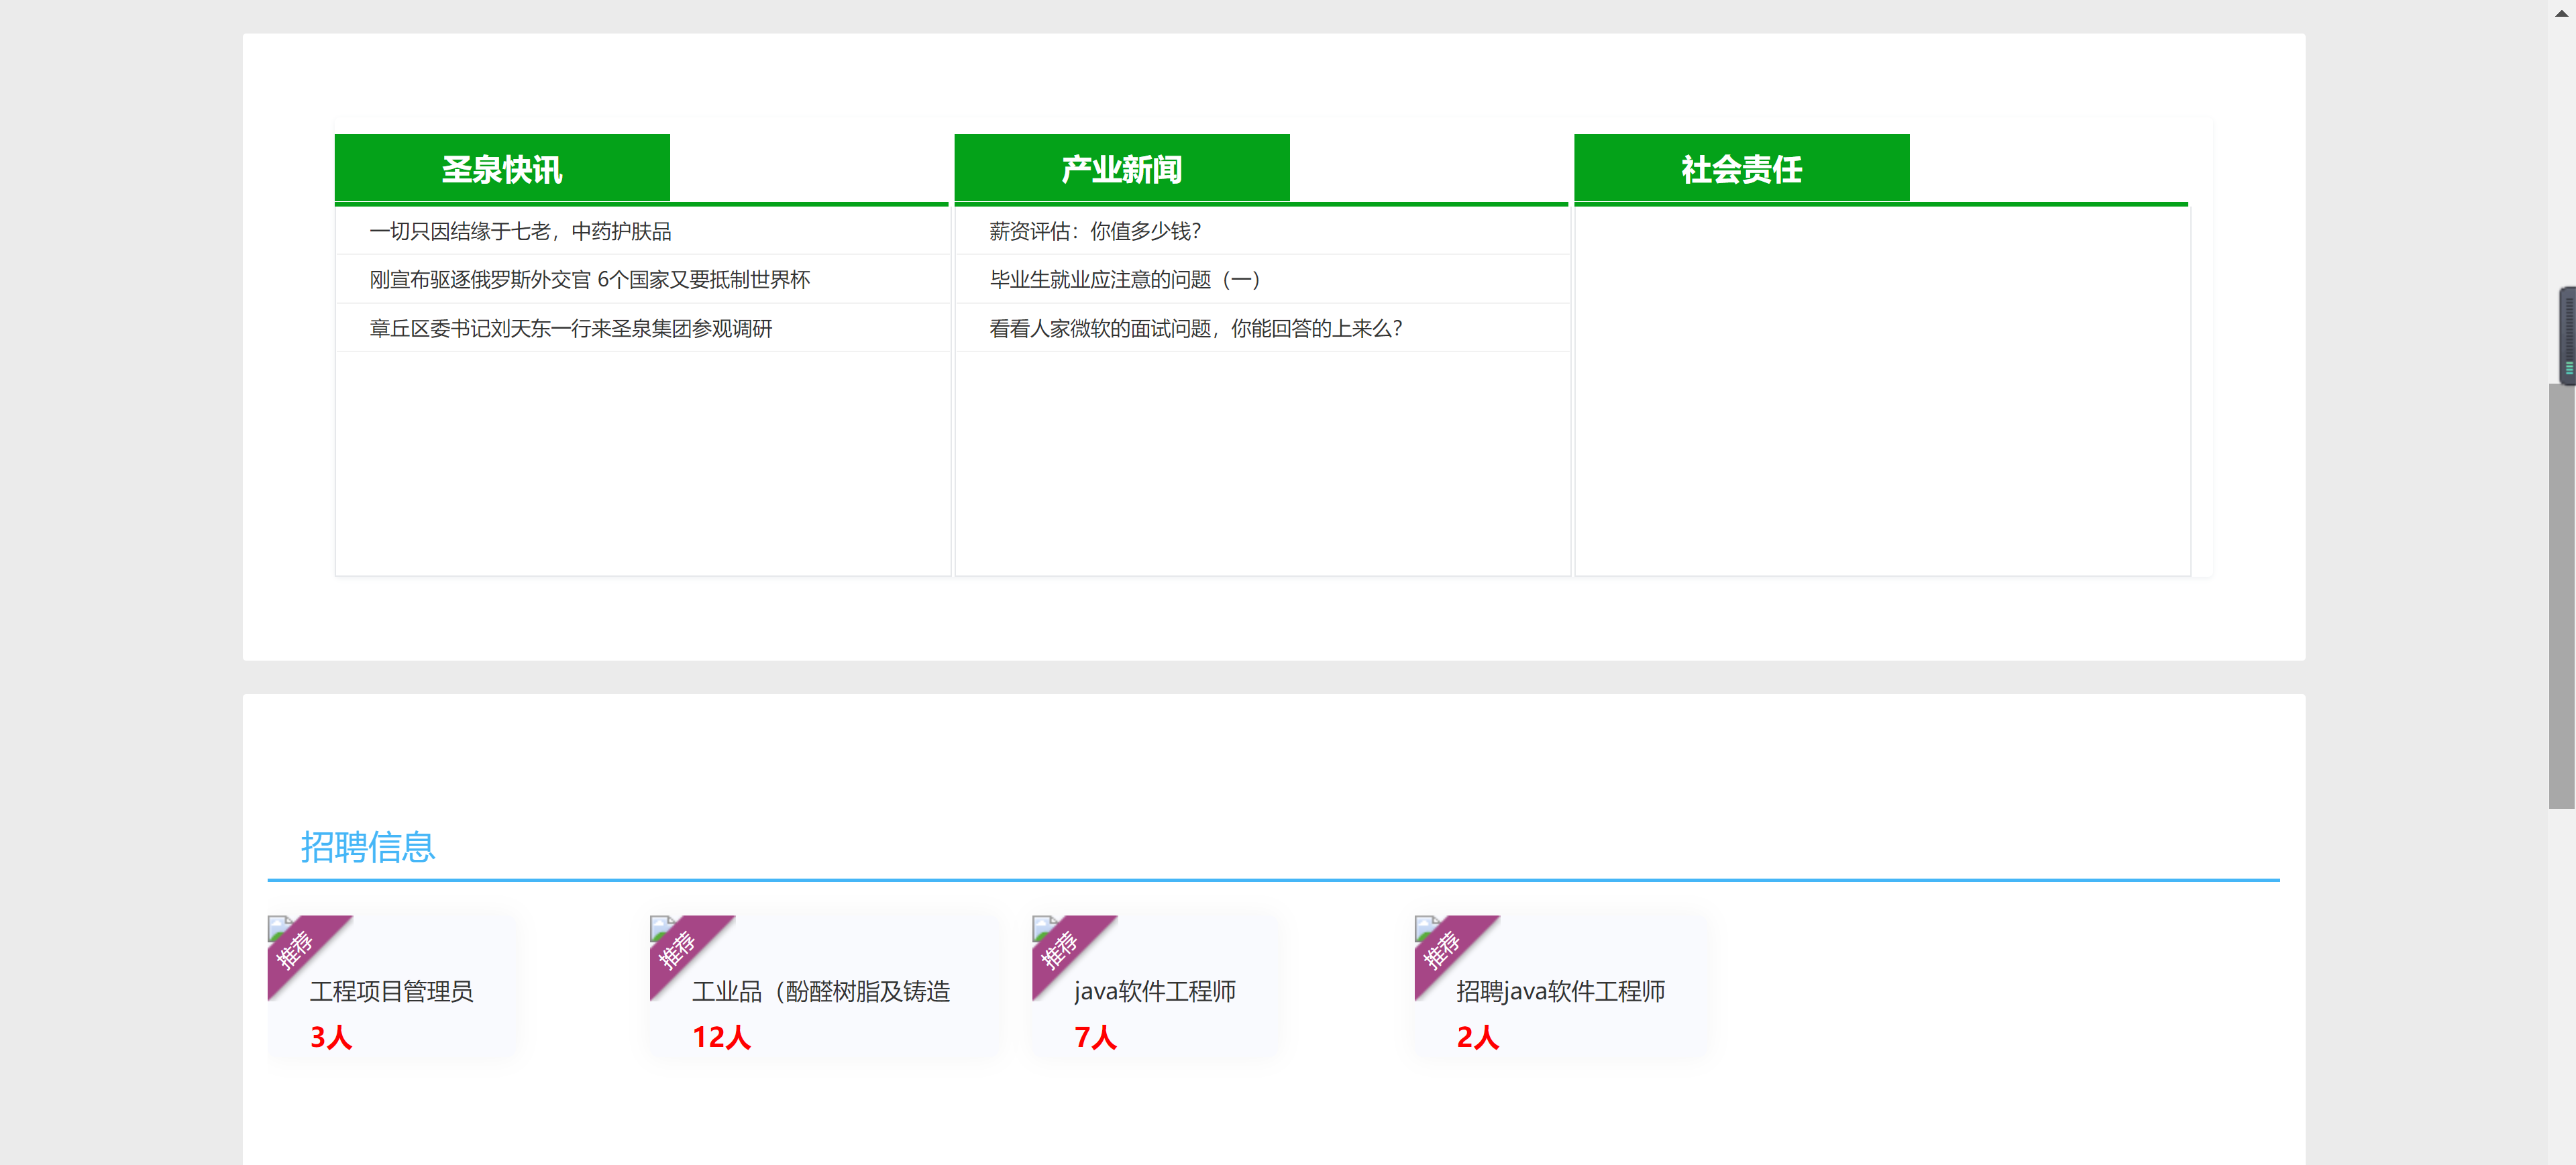 圣泉快讯
一切只因结缘于七老，中药护肤品
刚宣布驱逐俄罗斯外交官 6个国家又要抵制世界杯
章丘区委书记刘天东一行来圣泉集团参观调研
产业新闻
薪资评估：你值多少钱？
毕业生就业应注意的问题（一）
看看人家微软的面试问题，你能回答的上来么？
社会责任
招聘信息
推荐
工程项目管理员
3人
推荐
工业品（酚醛树脂及铸造
12人
推荐
java软件工程师
7人
推荐
招聘java软件工程师
2人